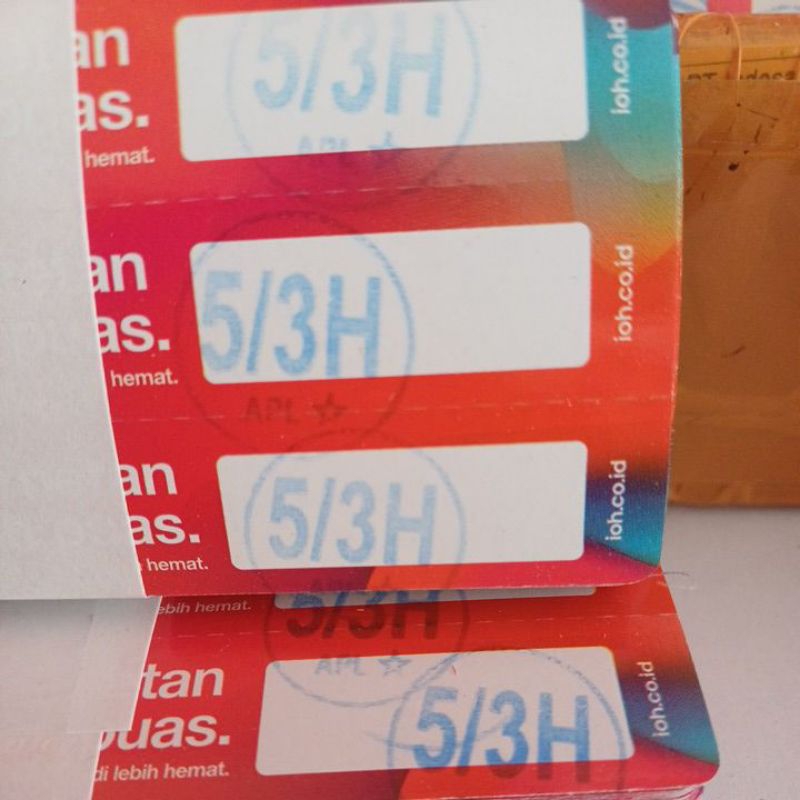 an
as.
hemat.
5/3H
APL ☆
ioh.co.id
an
as.
hemat.
5/3H
APL ☆
ioh.co.id
an
as.
hemat.
5/3H
ioh.co.id
ebih hemat.
5/3H
APL ☆
tan
uas.
di lebih hemat.
5/3H
ioh.co.id